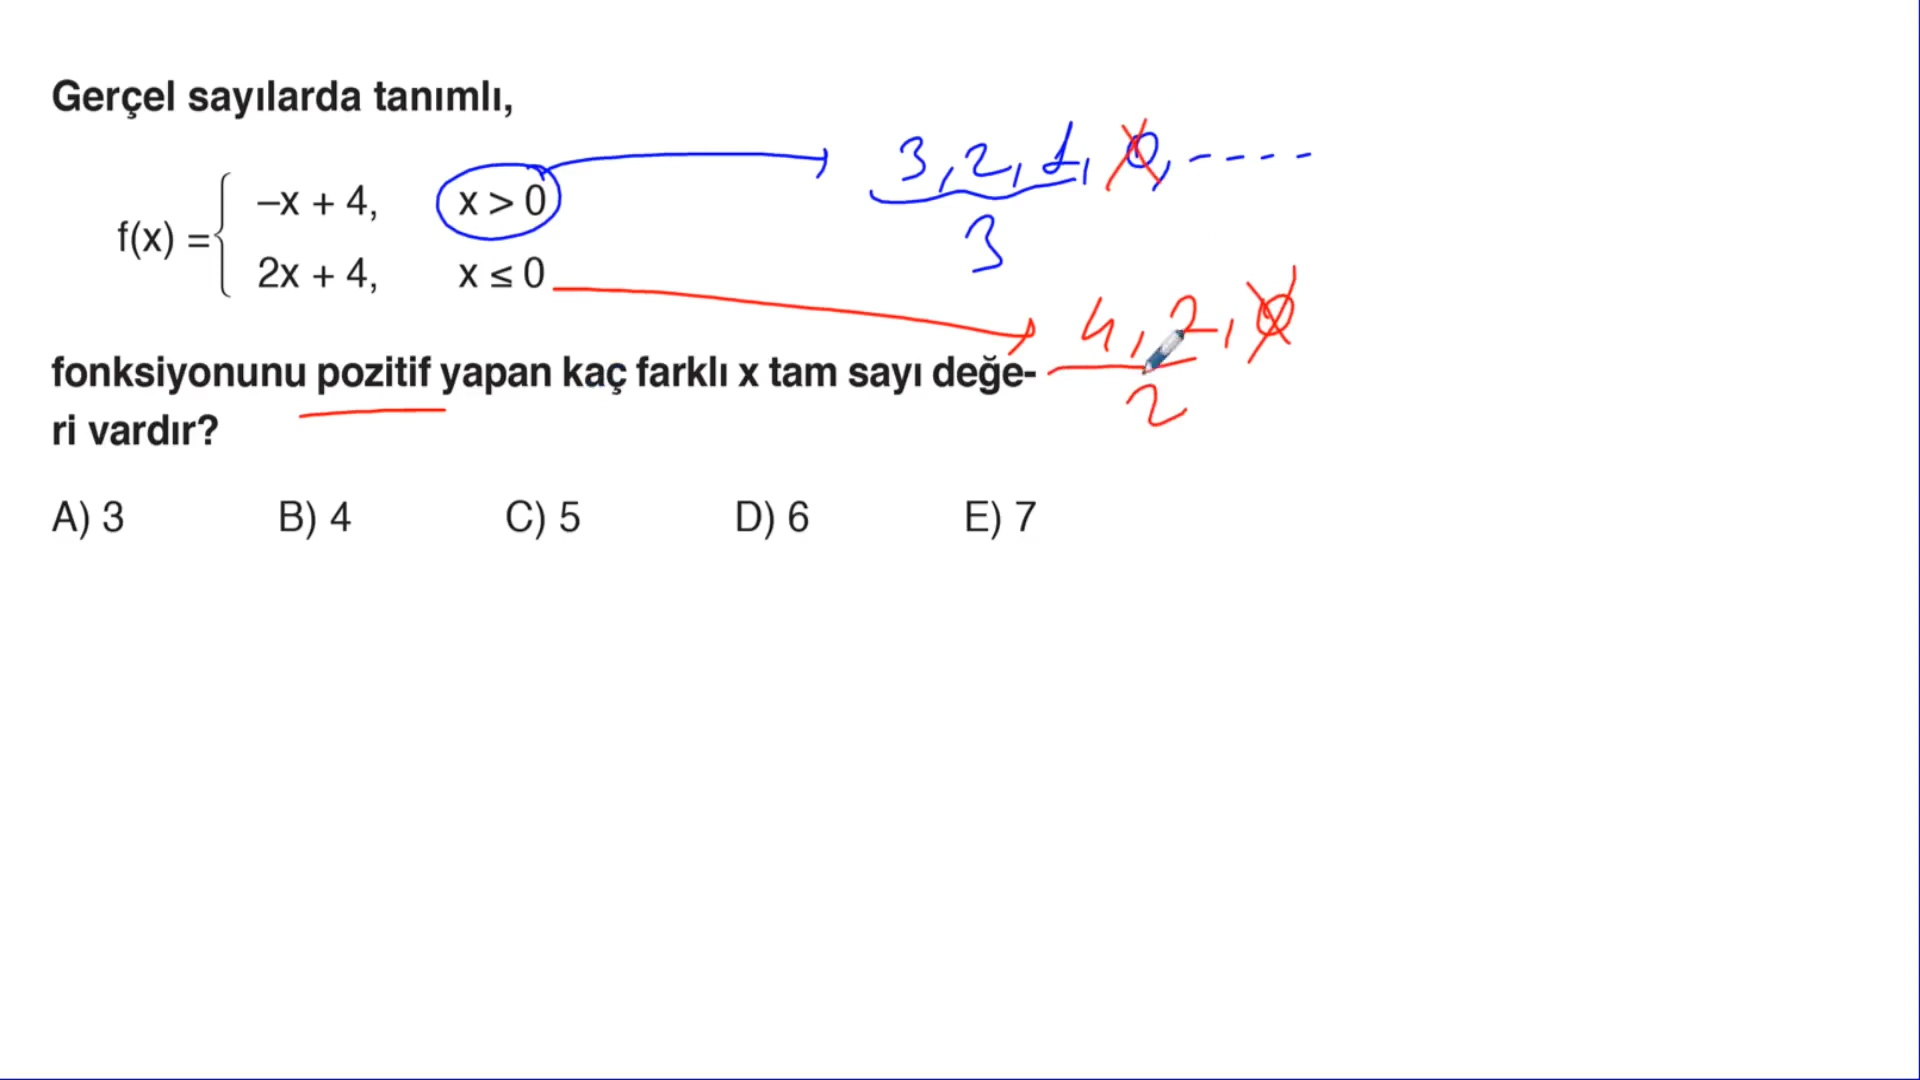 Gerçel sayılarda tanımlı,
3, 2, 1, 0, ----
–x + 4, x > 0
f(x) =
3
2x + 4, x ≤ 0
4, 2, 0
fonksiyonunu pozitif yapan kaç farklı x tam sayı değe-
2
ri vardır?
A) 3 B) 4 C) 5 D) 6 E) 7